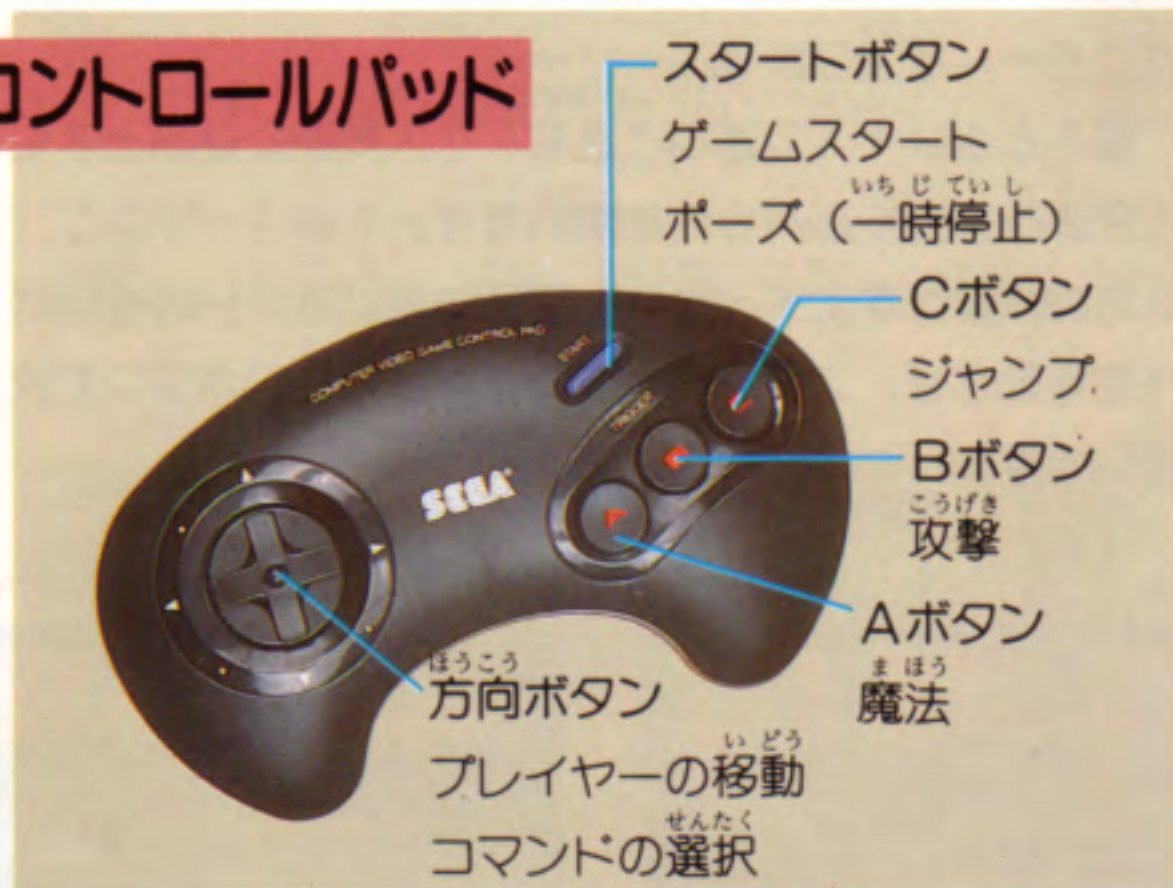 コントロールパッド
スタートボタン
ゲームスタート
いちじていし
ポーズ（一時停止）
Cボタン
ジャンプ
Bボタン
こうげき
攻撃
Aボタン
まほう
魔法
COMPUTER VIDEO GAME CONTROL PAD
START
TRIGGER
SEGA
ほうこう
方向ボタン
いどう
プレイヤーの移動
せんたく
コマンドの選択